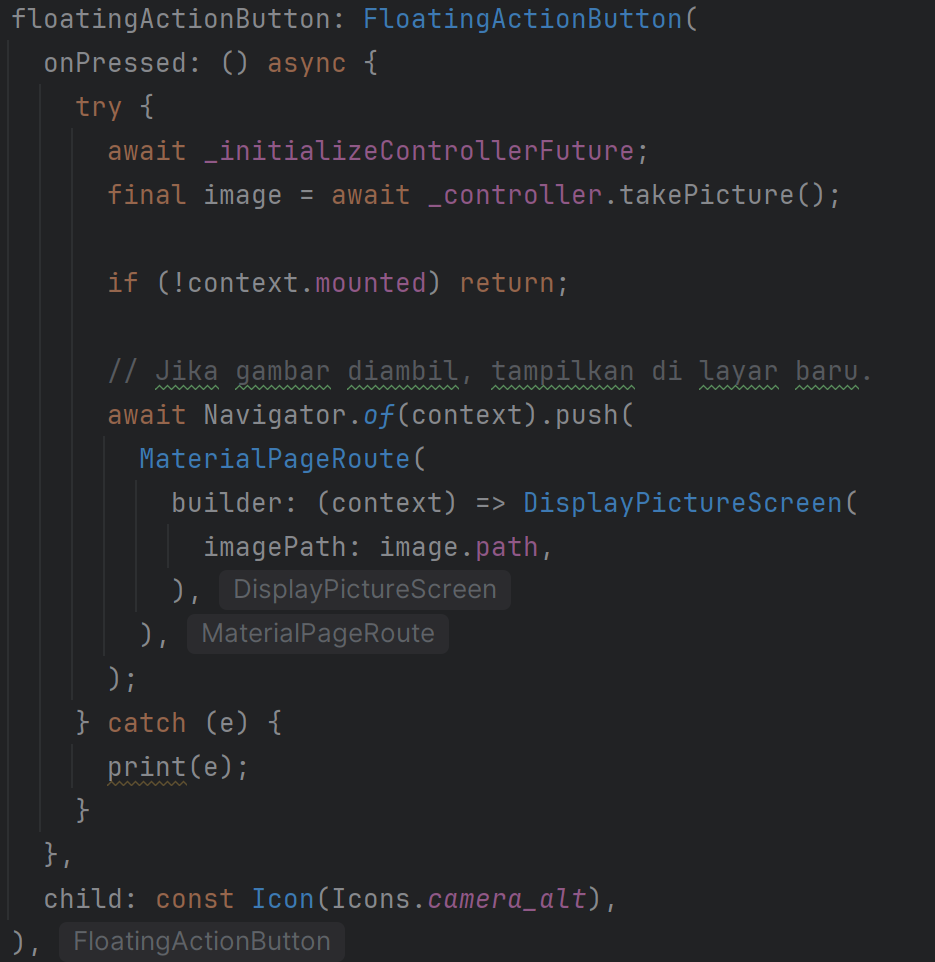 floatingActionButton: FloatingActionButton(
onPressed: () async {
try {
await _initializeControllerFuture;
final image = await _controller.takePicture();
if (!context.mounted) return;
// Jika gambar diambil, tampilkan di layar baru.
await Navigator.of(context).push(
MaterialPageRoute(
builder: (context) => DisplayPictureScreen(
imagePath: image.path,
), DisplayPictureScreen
), MaterialPageRoute
);
} catch (e) {
print(e);
}
},
child: const Icon(Icons.camera_alt),
), FloatingActionButton